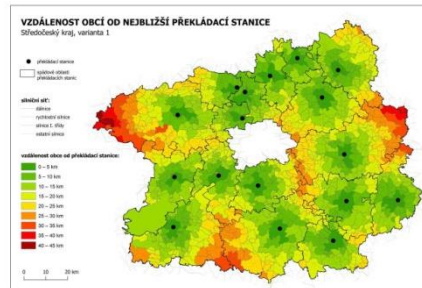 VZDÁLENOST OBCÍ OD NEJBLIŽŠÍ PŘEKLÁDACÍ STANICE
Středočeský kraj, varianta 1
překládací stanice
spádové oblasti
překládacích stanic
silniční síť:
dálnice
rychlostní silnice
silnice I. třídy
ostatní silnice
vzdálenost obce od překládací stanice:
0 – 5 km
5 – 10 km
10 – 15 km
15 – 20 km
20 – 25 km
25 – 30 km
30 – 35 km
35 – 40 km
40 – 45 km
0 10 20 km